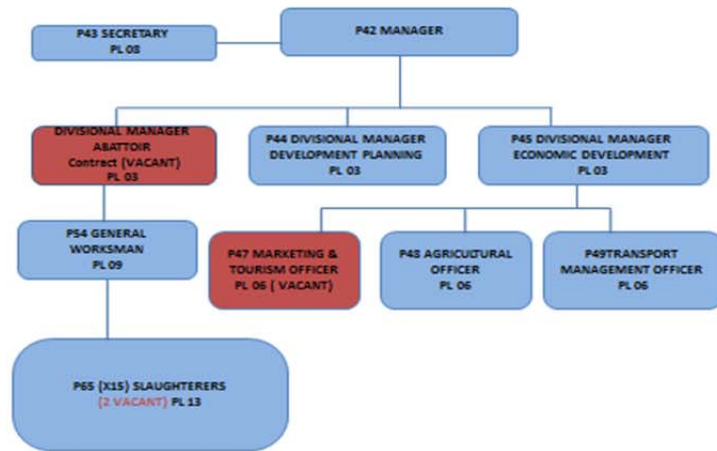 P43 SECRETARY
PL 08
P42 MANAGER
DIVISIONAL MANAGER
ABATTOIR
Contract (VACANT)
PL 03
P44 DIVISIONAL MANAGER
DEVELOPMENT PLANNING
PL 03
P45 DIVISIONAL MANAGER
ECONOMIC DEVELOPMENT
PL 03
P54 GENERAL
WORKSMAN
PL 09
P47 MARKETING &
TOURISM OFFICER
PL 06 ( VACANT)
P48 AGRICULTURAL
OFFICER
PL 06
P49TRANSPORT
MANAGEMENT OFFICER
PL 06
P65 (X15) SLAUGHTERERS
(2 VACANT) PL 13